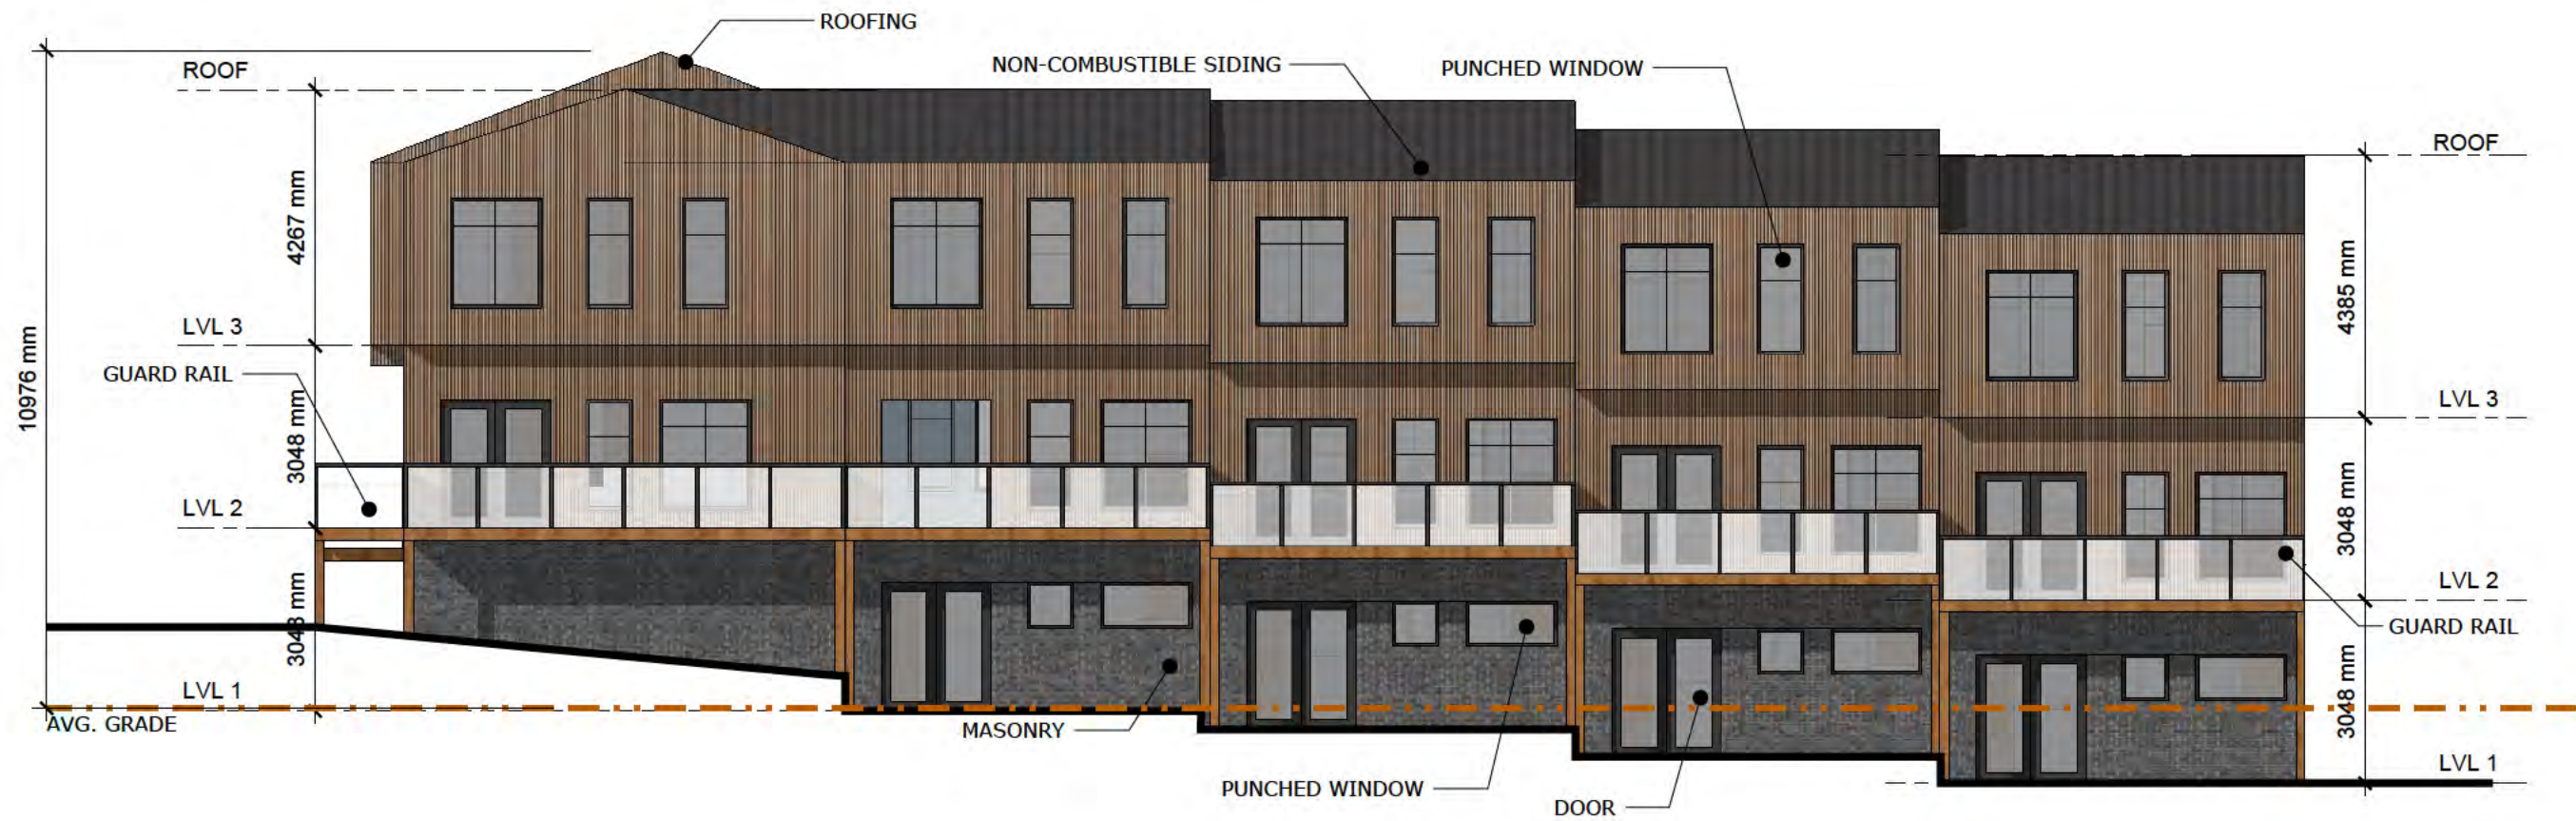 ROOFING
ROOF
NON-COMBUSTIBLE SIDING
PUNCHED WINDOW
ROOF
4267 mm
4385 mm
LVL 3
10976 mm
GUARD RAIL
LVL 3
3048 mm
3048 mm
LVL 2
LVL 2
GUARD RAIL
3048 mm
3048 mm
LVL 1
AVG. GRADE
MASONRY
LVL 1
PUNCHED WINDOW
DOOR